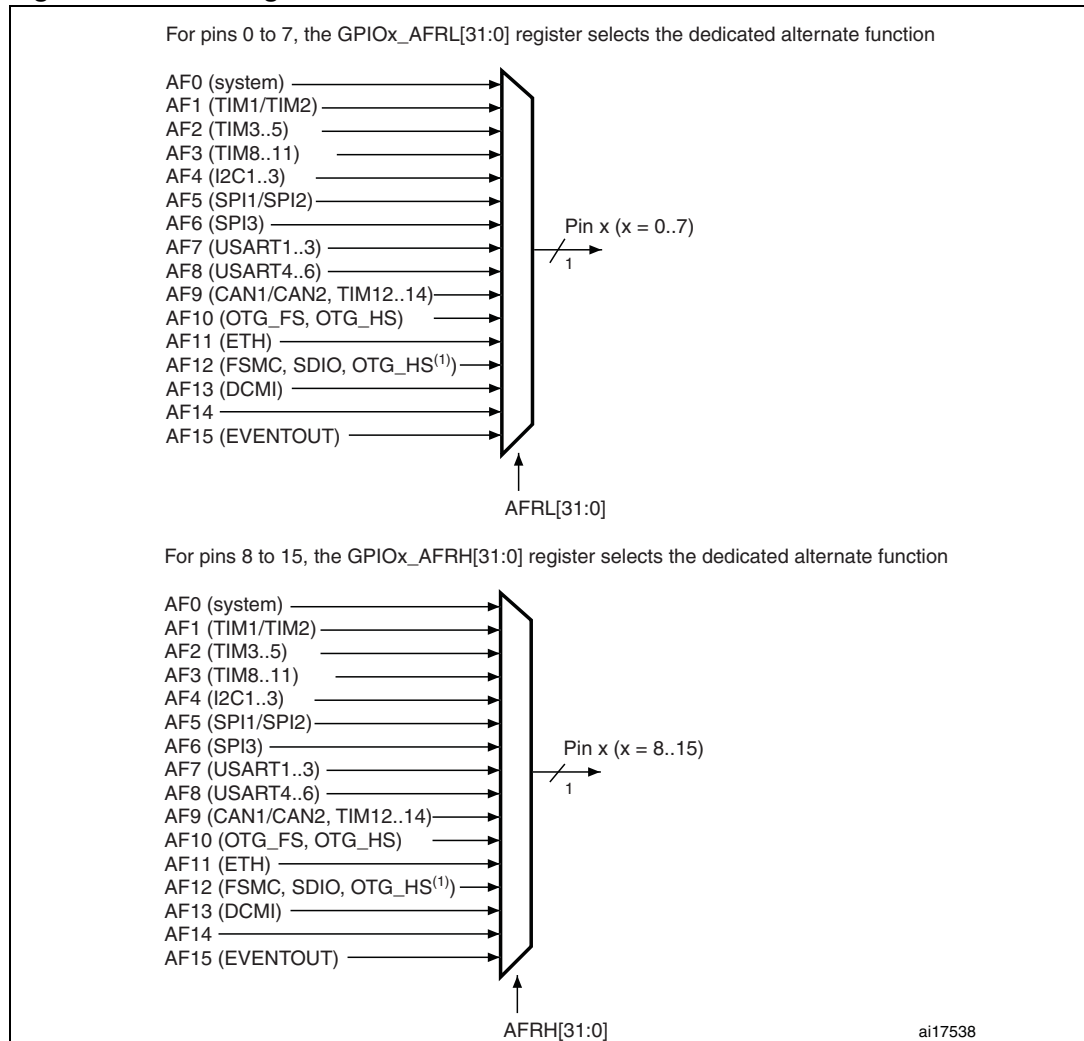 For pins 0 to 7, the GPIOx_AFRL[31:0] register selects the dedicated alternate function
AF0 (system)
AF1 (TIM1/TIM2)
AF2 (TIM3..5)
AF3 (TIM8..11)
AF4 (I2C1..3)
AF5 (SPI1/SPI2)
AF6 (SPI3)
Pin x (x = 0..7)
AF7 (USART1..3)
1
AF8 (USART4..6)
AF9 (CAN1/CAN2, TIM12..14)
AF10 (OTG_FS, OTG_HS)
AF11 (ETH)
AF12 (FSMC, SDIO, OTG_HS(1))
AF13 (DCMI)
AF14
AF15 (EVENTOUT)
AFRL[31:0]
For pins 8 to 15, the GPIOx_AFRH[31:0] register selects the dedicated alternate function
AF0 (system)
AF1 (TIM1/TIM2)
AF2 (TIM3..5)
AF3 (TIM8..11)
AF4 (I2C1..3)
AF5 (SPI1/SPI2)
AF6 (SPI3)
Pin x (x = 8..15)
AF7 (USART1..3)
1
AF8 (USART4..6)
AF9 (CAN1/CAN2, TIM12..14)
AF10 (OTG_FS, OTG_HS)
AF11 (ETH)
AF12 (FSMC, SDIO, OTG_HS(1))
AF13 (DCMI)
AF14
AF15 (EVENTOUT)
AFRH[31:0]
ai17538